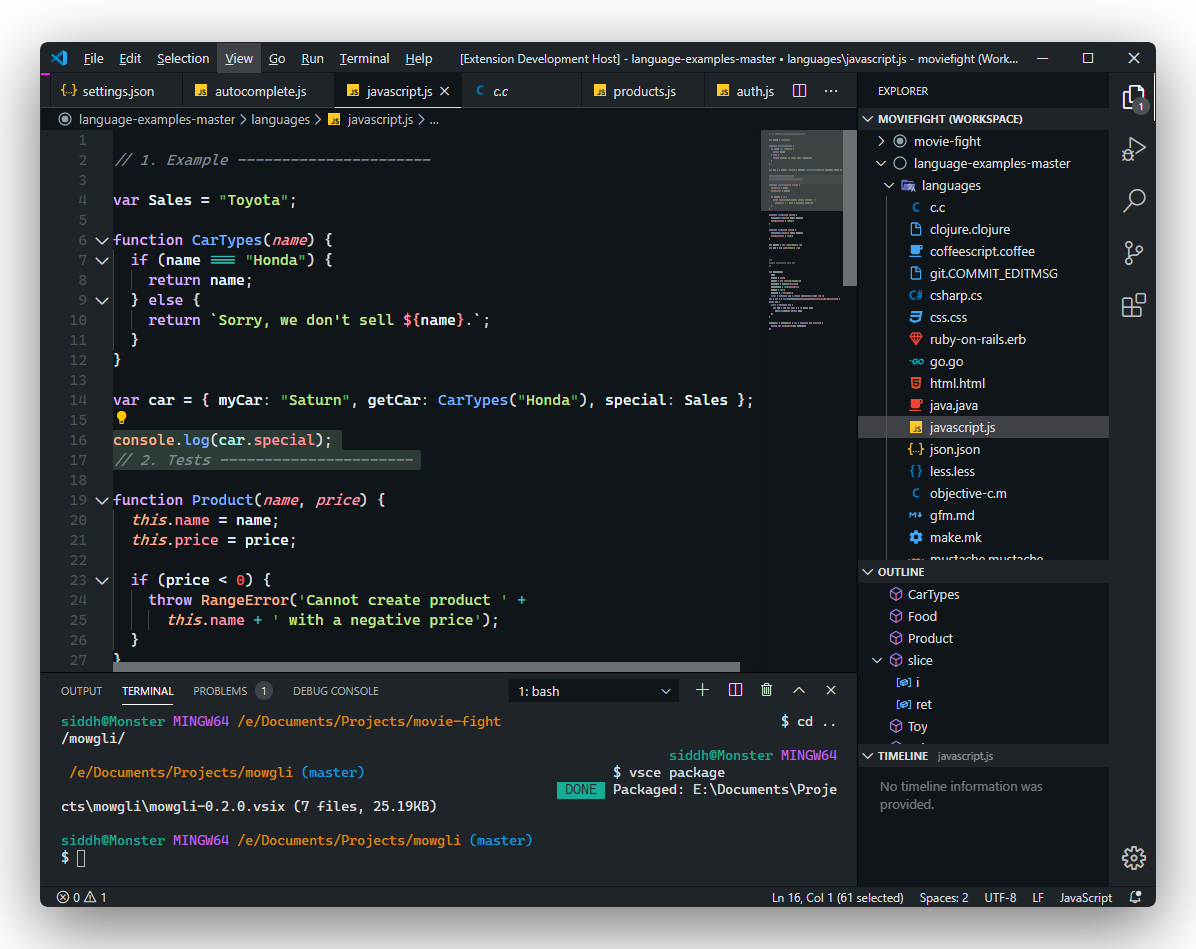 File Edit Selection View Go Run Terminal Help [Extension Development Host] - language-examples-master • languages\javascript.js - moviefight (Work...
{··} settings.json JS autocomplete.js JS javascript.js C c.c JS products.js JS auth.js ···
language-examples-master > languages > JS javascript.js > ...
1
2 // 1. Example ----------------------
3
4 var Sales = "Toyota";
5
6 function CarTypes(name) {
7 if (name === "Honda") {
8 return name;
9 } else {
10 return `Sorry, we don't sell ${name}.`;
11 }
12 }
13
14 var car = { myCar: "Saturn", getCar: CarTypes("Honda"), special: Sales };
15
16 console.log(car.special);
17 // 2. Tests ----------------------
18
19 function Product(name, price) {
20 this.name = name;
21 this.price = price;
22
23 if (price < 0) {
24 throw RangeError('Cannot create product ' +
25 this.name + ' with a negative price');
26 }
27 }
OUTPUT TERMINAL PROBLEMS 1 DEBUG CONSOLE 1: bash
siddh@Monster MINGW64 /e/Documents/Projects/movie-fight $ cd ..
/mowgli/
siddh@Monster MINGW64
/e/Documents/Projects/mowgli (master) $ vsce package
DONE Packaged: E:\Documents\Proje
cts\mowgli\mowgli-0.2.0.vsix (7 files, 25.19KB)
siddh@Monster MINGW64 /e/Documents/Projects/mowgli (master)
$
EXPLORER
1
MOVIEFIGHT (WORKSPACE)
movie-fight
language-examples-master
languages
C c.c
clojure.clojure
coffeescript.coffee
git.COMMIT_EDITMSG
C# csharp.cs
css.css
ruby-on-rails.erb
GO go.go
html.html
java.java
JS javascript.js
{··} json.json
{} less.less
C objective-c.m
M↓ gfm.md
make.mk
mustache.mustache
OUTLINE
CarTypes
Food
Product
slice
i
ret
Toy
TIMELINE javascript.js
No timeline information was
provided.
0 1 Ln 16, Col 1 (61 selected) Spaces: 2 UTF-8 LF JavaScript